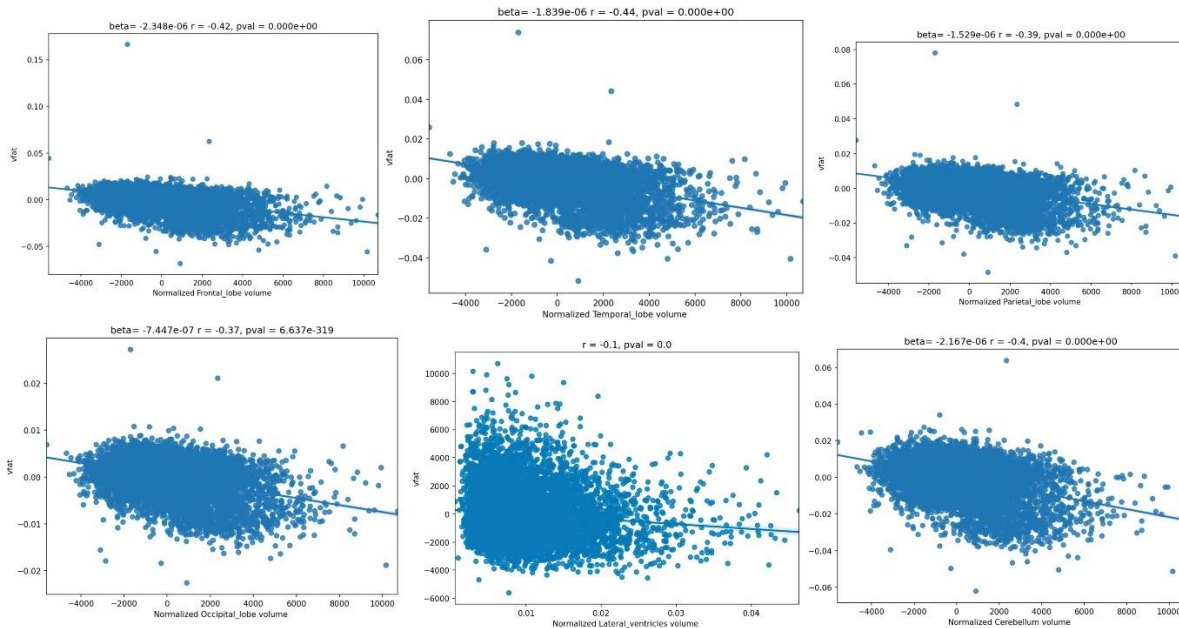 beta= -2.348e-06 r = -0.42, pval = 0.000e+00
0.15
0.10
vfat
0.05
0.00
-0.05
-4000 -2000 0 2000 4000 6000 8000 10000
Normalized Frontal_lobe volume
beta= -1.839e-06 r = -0.44, pval = 0.000e+00
0.08
0.06
0.04
vfat
0.02
0.00
-0.02
-0.04
-4000 -2000 0 2000 4000 6000 8000 10000
Normalized Temporal_lobe volume
beta= -1.529e-06 r = -0.39, pval = 0.000e+00
0.08
0.06
0.04
vfat
0.02
0.00
-0.02
-0.04
-4000 -2000 0 2000 4000 6000 8000 10000
Normalized Parietal_lobe volume
beta= -7.447e-07 r = -0.37, pval = 6.637e-319
0.02
0.01
vfat
0.00
-0.01
-0.02
-4000 -2000 0 2000 4000 6000 8000 10000
Normalized Occipital_lobe volume
r = -0.1, pval = 0.0
10000
8000
6000
4000
vfat
2000
0
-2000
-4000
-6000
0.01 0.02 0.03 0.04
Normalized Lateral_ventricles volume
beta= -2.167e-06 r = -0.4, pval = 0.000e+00
0.06
0.04
0.02
vfat
0.00
-0.02
-0.04
-0.06
-4000 -2000 0 2000 4000 6000 8000 10000
Normalized Cerebellum volume